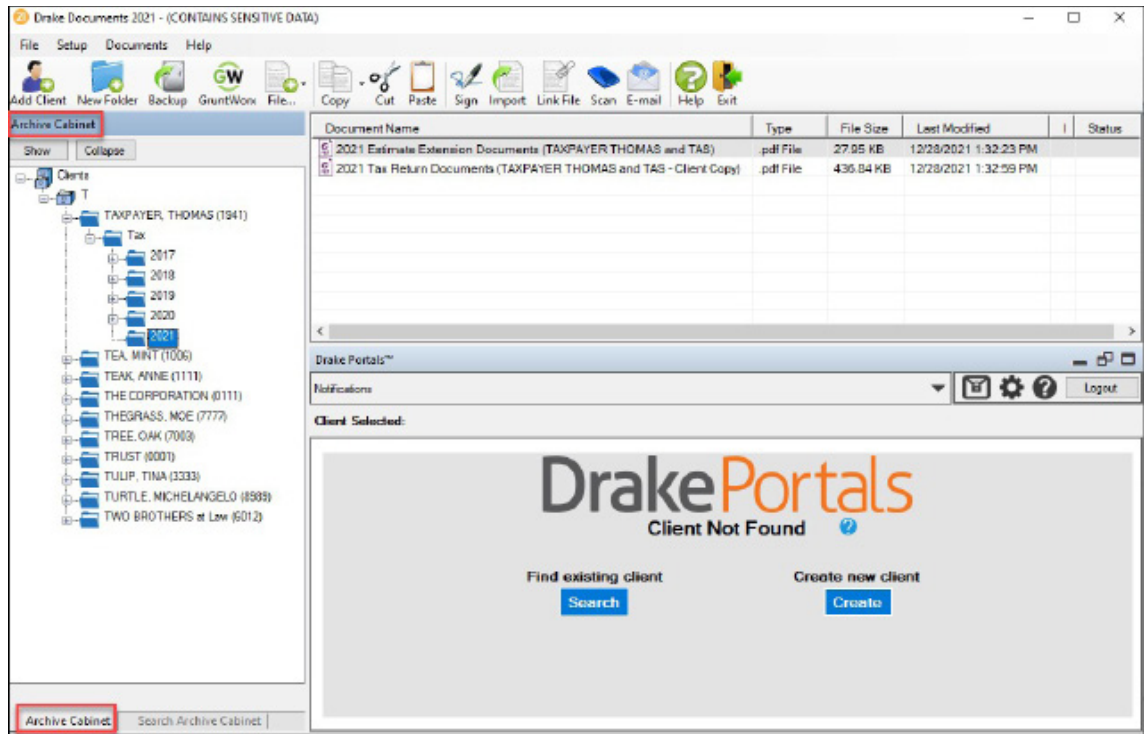 Drake Documents 2021 - (CONTAINS SENSITIVE DATA)
File Setup Documents Help
GW
Add Client New Folder Backup GruntWorx File... Copy Cut Paste Sign Import Link File Scan E-mail Help Exit
Archive Cabinet
Show Collapse
Clients
T
TAXPAYER, THOMAS (1941)
Tax
2017
2018
2019
2020
2021
TEA, MINT (1006)
TEAK, ANNE (1111)
THE CORPORATION (0111)
THEGRASS, MOE (7777)
TREE, OAK (7003)
TRUST (0001)
TULIP, TINA (3333)
TURTLE, MICHELANGELO (8989)
TWO BROTHERS at Law (6012)
Archive Cabinet Search Archive Cabinet
Document Name Type File Size Last Modified I Status
2021 Estimate Extension Documents (TAXPAYER THOMAS and TAS) .pdf File 27.95 KB 12/28/2021 1:32:23 PM
2021 Tax Return Documents (TAXPAYER THOMAS and TAS - Client Copy) .pdf File 436.84 KB 12/28/2021 1:32:59 PM
Drake Portals™
Notifications Logout
Client Selected:
DrakePortals
Client Not Found
Find existing client Create new client
Search Create